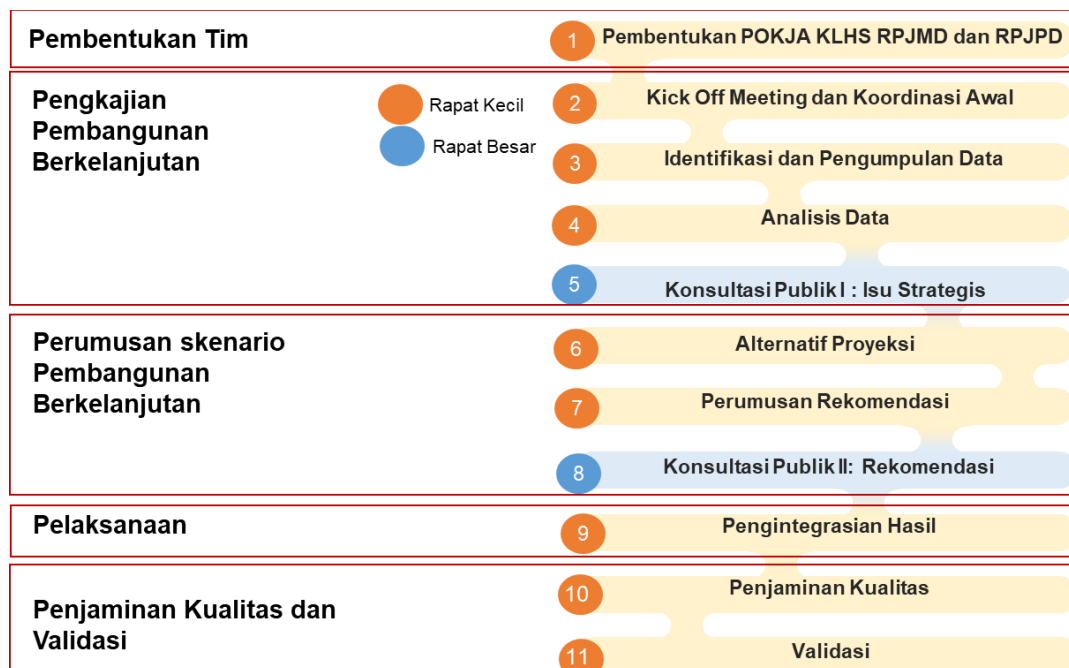 Pembentukan Tim
1 Pembentukan POKJA KLHS RPJMD dan RPJPD
Pengkajian
Pembangunan
Berkelanjutan
Rapat Kecil
Rapat Besar
2 Kick Off Meeting dan Koordinasi Awal
3 Identifikasi dan Pengumpulan Data
4 Analisis Data
5 Konsultasi Publik I : Isu Strategis
Perumusan skenario
Pembangunan
Berkelanjutan
6 Alternatif Proyeksi
7 Perumusan Rekomendasi
8 Konsultasi Publik II: Rekomendasi
Pelaksanaan
9 Pengintegrasian Hasil
Penjaminan Kualitas dan
Validasi
10 Penjaminan Kualitas
11 Validasi